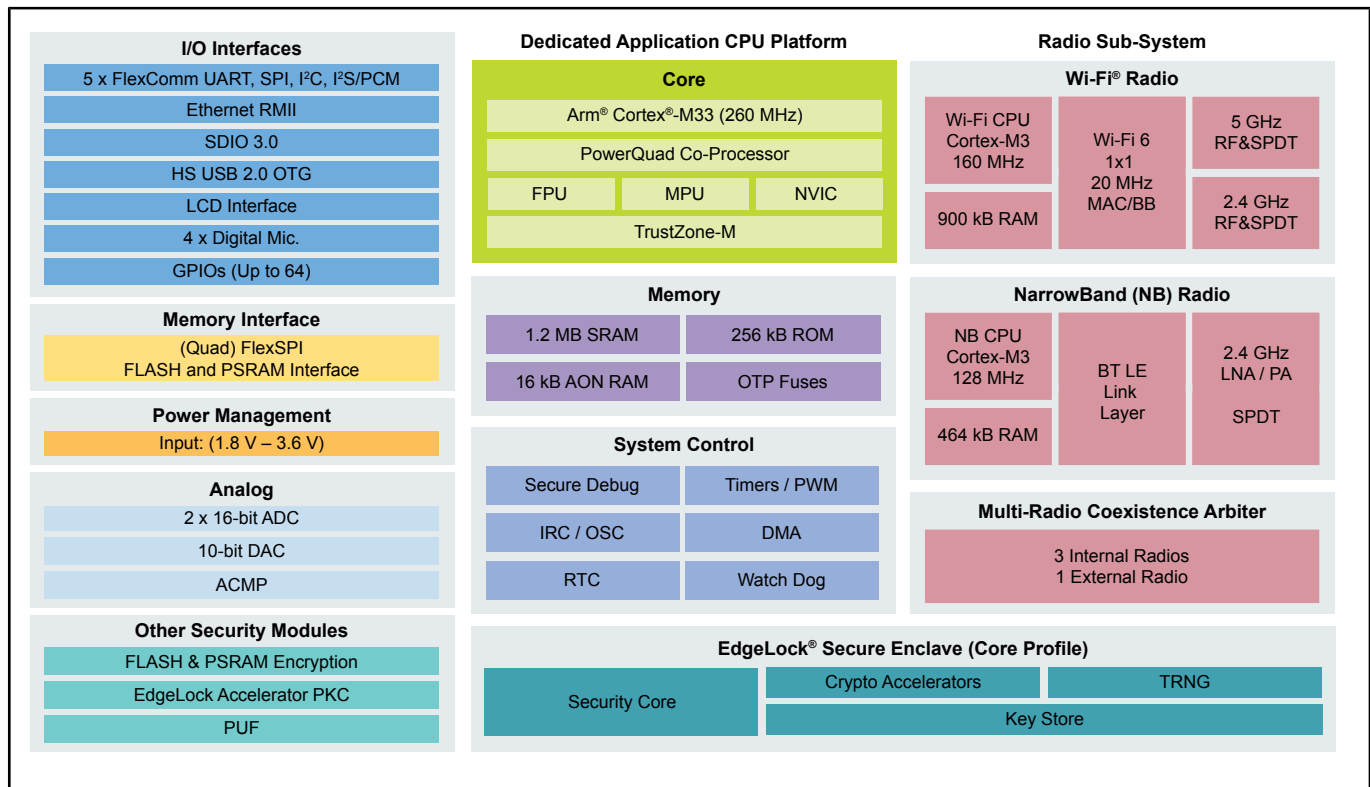 I/O Interfaces
5 x FlexComm UART, SPI, I²C, I²S/PCM
Ethernet RMII
SDIO 3.0
HS USB 2.0 OTG
LCD Interface
4 x Digital Mic.
GPIOs (Up to 64)
Memory Interface
(Quad) FlexSPI
FLASH and PSRAM Interface
Power Management
Input: (1.8 V – 3.6 V)
Analog
2 x 16-bit ADC
10-bit DAC
ACMP
Other Security Modules
FLASH & PSRAM Encryption
EdgeLock Accelerator PKC
PUF
Dedicated Application CPU Platform
Core
Arm® Cortex®-M33 (260 MHz)
PowerQuad Co-Processor
FPU
MPU
NVIC
TrustZone-M
Memory
1.2 MB SRAM
256 kB ROM
16 kB AON RAM
OTP Fuses
System Control
Secure Debug
Timers / PWM
IRC / OSC
DMA
RTC
Watch Dog
Radio Sub-System
Wi-Fi® Radio
Wi-Fi CPU
Cortex-M3
160 MHz
900 kB RAM
Wi-Fi 6
1x1
20 MHz
MAC/BB
5 GHz
RF&SPDT
2.4 GHz
RF&SPDT
NarrowBand (NB) Radio
NB CPU
Cortex-M3
128 MHz
464 kB RAM
BT LE
Link
Layer
2.4 GHz
LNA / PA
SPDT
Multi-Radio Coexistence Arbiter
3 Internal Radios
1 External Radio
EdgeLock® Secure Enclave (Core Profile)
Security Core
Crypto Accelerators
TRNG
Key Store